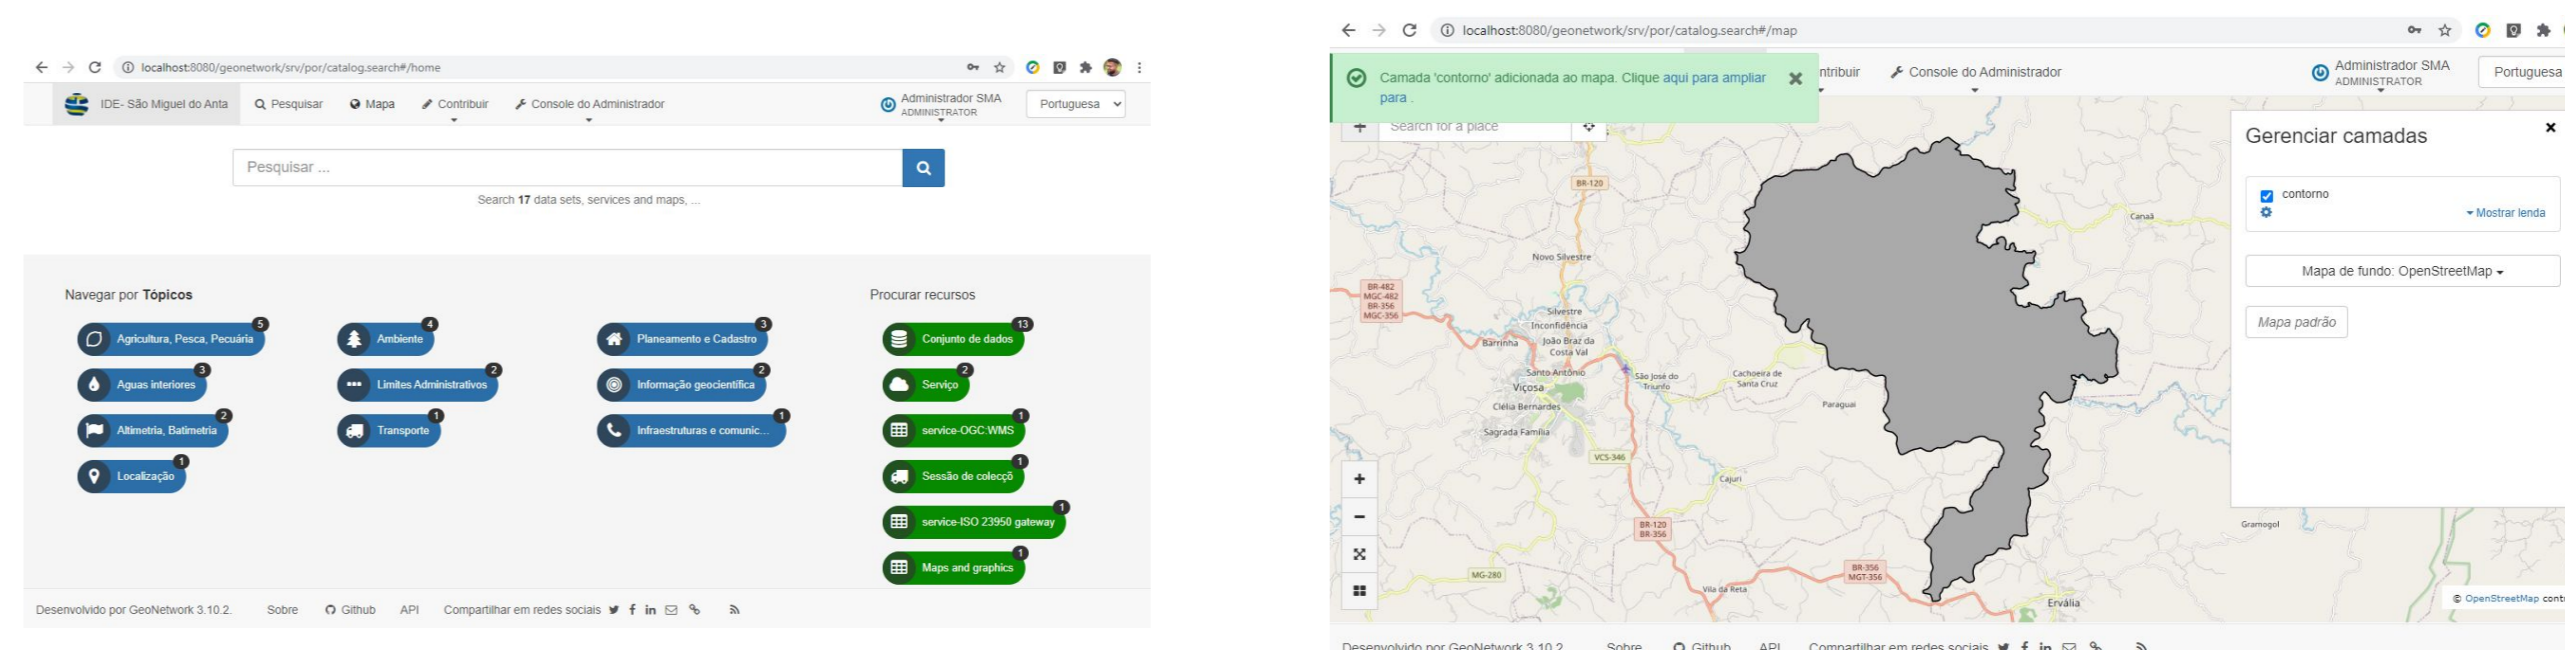 localhost:8080/geonetwork/srv/por/catalog.search#/home
IDE- São Miguel do Anta Pesquisar Mapa Contribuir Console do Administrador Administrador SMA Portuguesa
ADMINISTRATOR
Pesquisar ...
Search 17 data sets, services and maps, ...
Navegar por Tópicos
Agricultura, Pesca, Pecuária 5
Ambiente 4
Planeamento e Cadastro 3
Aguas interiores 3
Limites Administrativos 2
Informação geocientífica 2
Altimetria, Batimetria 2
Transporte 1
Infraestruturas e comunic... 1
Localização 1
Procurar recursos
Conjunto de dados 13
Serviço 2
service-OGC:WMS 1
Sessão de colecçõ 1
service-ISO 23950 gateway 1
Maps and graphics 1
Desenvolvido por GeoNetwork 3.10.2. Sobre Github API Compartilhar em redes sociais
localhost:8080/geonetwork/srv/por/catalog.search#/map
Camada 'contorno' adicionada ao mapa. Clique aqui para ampliar
para .
ntribuir Console do Administrador Administrador SMA Portuguesa
ADMINISTRATOR
Search for a place
Gerenciar camadas
contorno
Mostrar lenda
Mapa de fundo: OpenStreetMap
Mapa padrão
BR-120
Canaã
Novo Silvestre
BR-482
MGC-482
BR-356
MGC-356
Silvestre
Inconfidência
Barrinha
João Braz da
Costa Val
Santo Antônio
Viçosa
São José do
Triunfo
Cachoeira de
Santa Cruz
Clélia Bernardes
Paraguai
Sagrada Família
VCS-346
Cajuri
BR-120
BR-356
Gramogol
MG-280
BR-356
MGT-356
Vila da Reta
Ervália
© OpenStreetMap cont
Desenvolvido por GeoNetwork 3.10.2. Sobre Github API Compartilhar em redes sociais